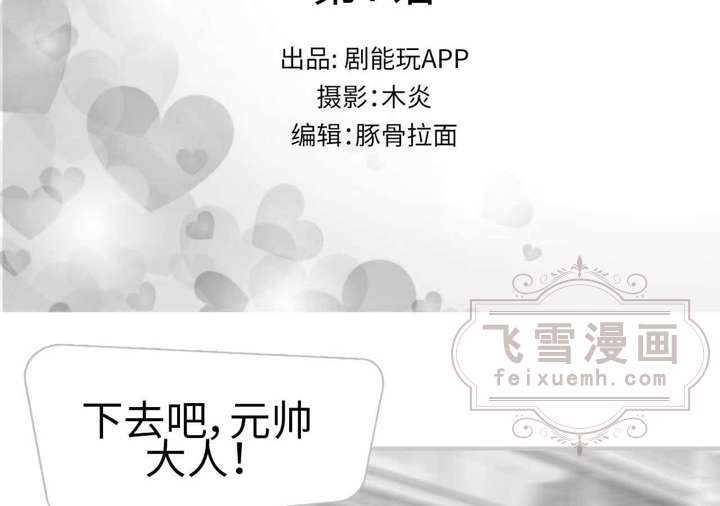 出品: 剧能玩APP
摄影：木炎
编辑：豚骨拉面
飞雪漫画
feixuemh.com
下去吧，元帅
大人！